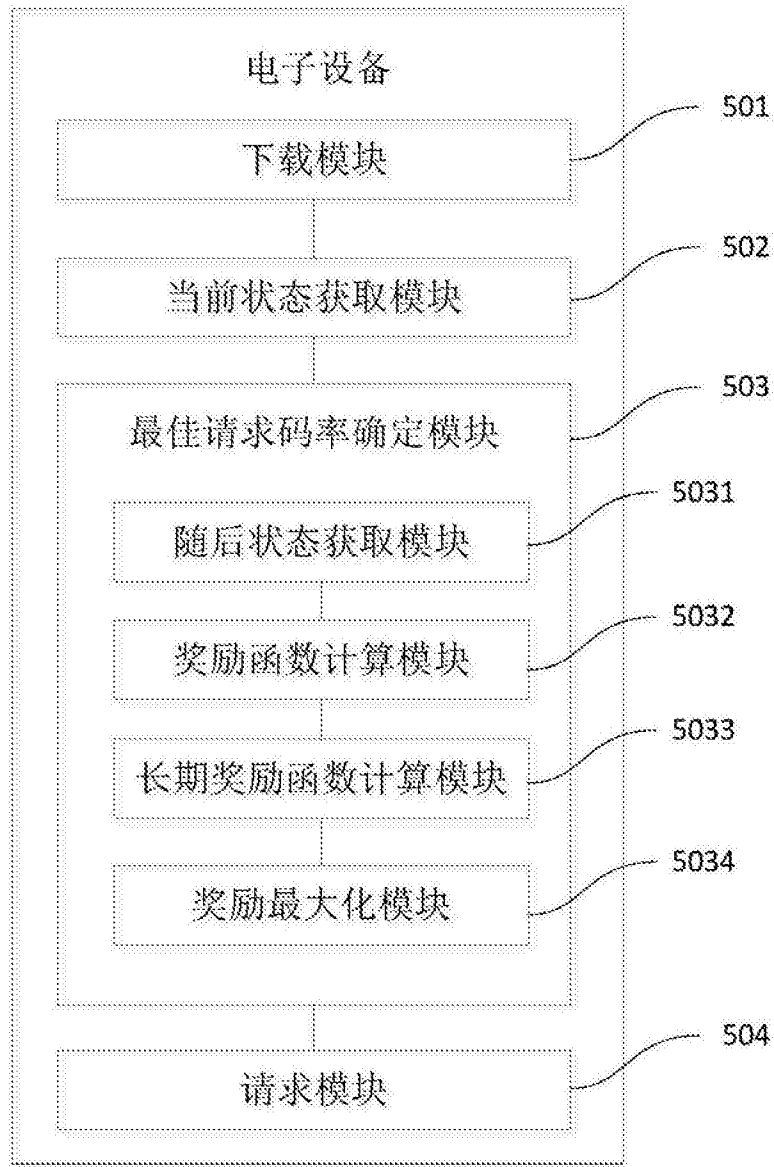 电子设备
下载模块
501
当前状态获取模块
502
最佳请求码率确定模块
503
随后状态获取模块
5031
奖励函数计算模块
5032
长期奖励函数计算模块
5033
奖励最大化模块
5034
请求模块
504